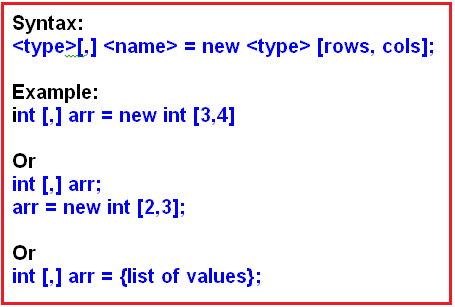 Syntax:
<type>[,] <name> = new <type> [rows, cols];
Example:
int [,] arr = new int [3,4]
Or
int [,] arr;
arr = new int [2,3];
Or
int [,] arr = {list of values};